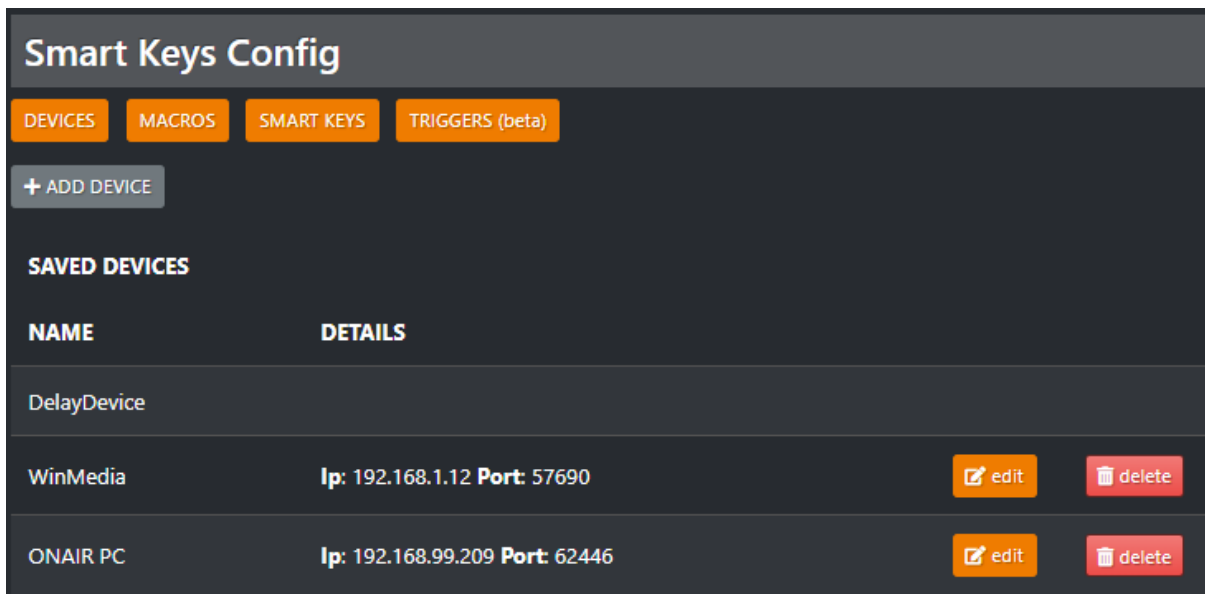 Smart Keys Config
DEVICES MACROS SMART KEYS TRIGGERS (beta)
+ ADD DEVICE
SAVED DEVICES
NAME DETAILS
DelayDevice
WinMedia Ip: 192.168.1.12 Port: 57690 edit delete
ONAIR PC Ip: 192.168.99.209 Port: 62446 edit delete